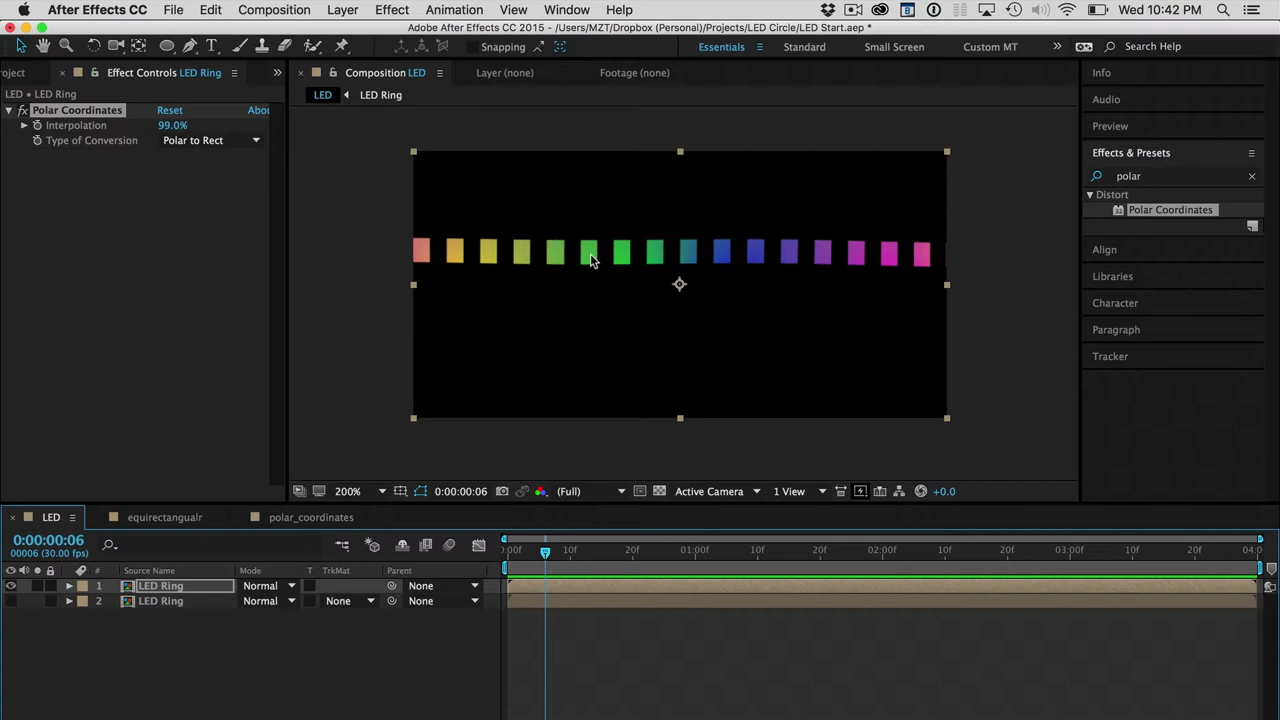 After Effects CC File Edit Composition Layer Effect Animation View Window Help Wed 10:42 PM
Adobe After Effects CC 2015 - /Users/MZT/Dropbox (Personal)/Projects/LED Circle/LED Start.aep *
Snapping Essentials Standard Small Screen Custom MT Search Help
roject Effect Controls LED Ring Composition LED Layer (none) Footage (none) Info
LED • LED Ring LED LED Ring
Audio
Polar Coordinates Reset Abou
Interpolation 99.0%
Preview
Type of Conversion Polar to Rect
Effects & Presets
polar
Distort
Polar Coordinates
Align
Libraries
Character
Paragraph
Tracker
200% 0:00:00:06 (Full) Active Camera 1 View +0.0
LED equirectangualr polar_coordinates
0:00:00:06
00006 (30.00 fps)
0:00f 10f 20f 01:00f 10f 20f 02:00f 10f 20f 03:00f 10f 20f 04:0
# Source Name Mode T TrkMat Parent
1 LED Ring Normal None
2 LED Ring Normal None None